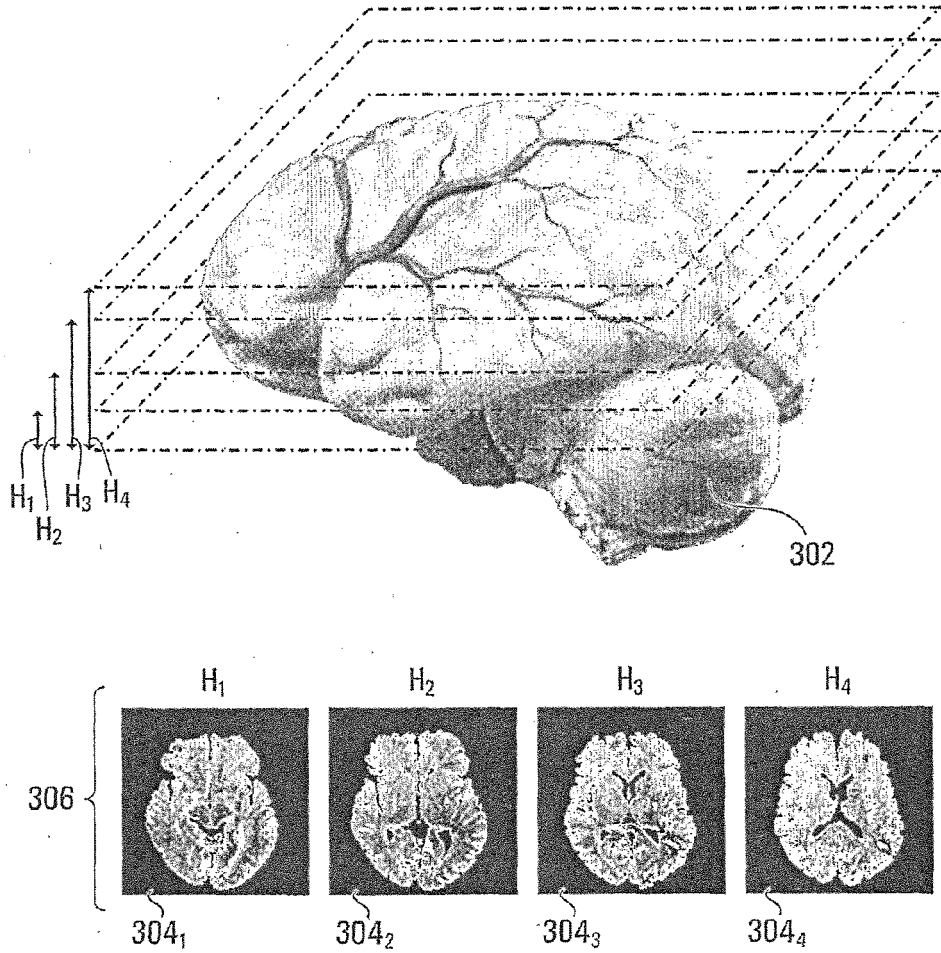 H₁ H₃ H₄
H₂
302
H₁ H₂ H₃ H₄
306
304₁ 304₂ 304₃ 304₄